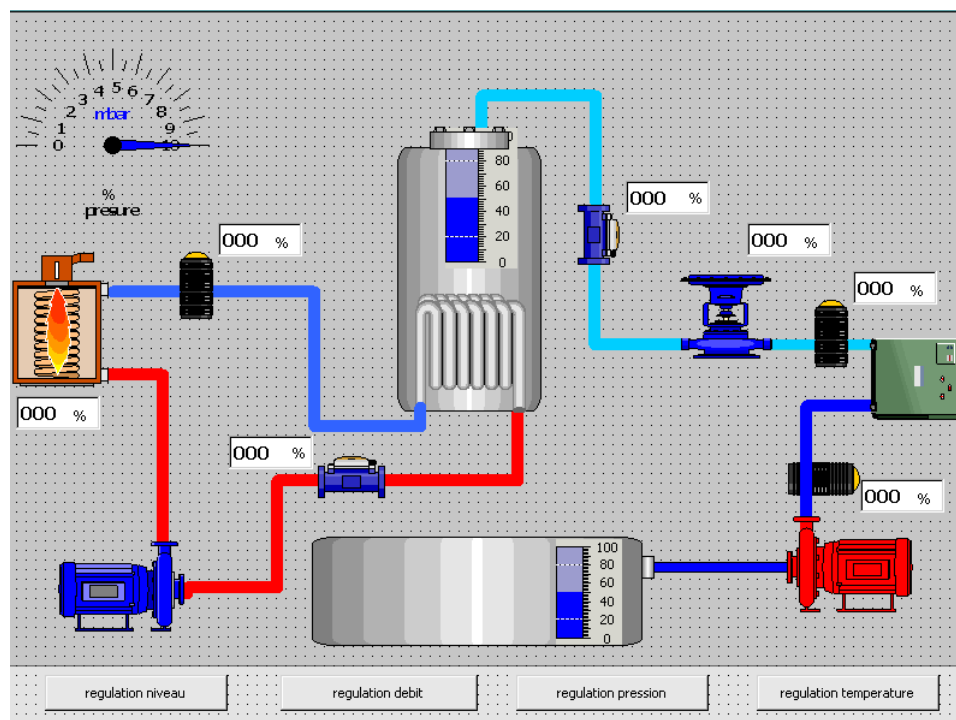 0 1 2 3 4 5 6 7 8 9 10
mbar
%
presure
80
60
40
20
0
000 %
000 %
000 %
000 %
000 %
000 %
000 %
100
80
60
40
20
0
regulation niveau
regulation debit
regulation pression
regulation temperature